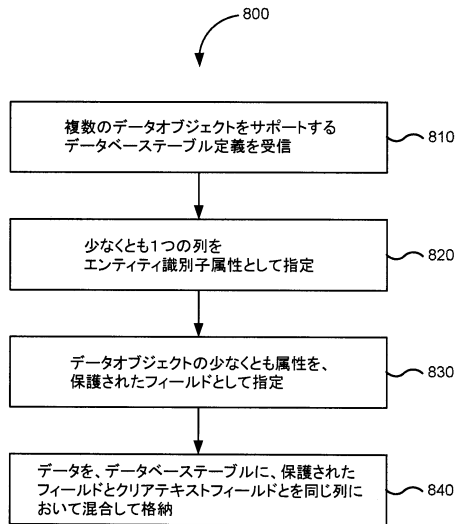 800
複数のデータオブジェクトをサポートする
データベーステーブル定義を受信
810
少なくとも1つの列を
エンティティ識別子属性として指定
820
データオブジェクトの少なくとも属性を、
保護されたフィールドとして指定
830
データを、データベーステーブルに、保護された
フィールドとクリアテキストフィールドとを同じ列に
おいて混合して格納
840